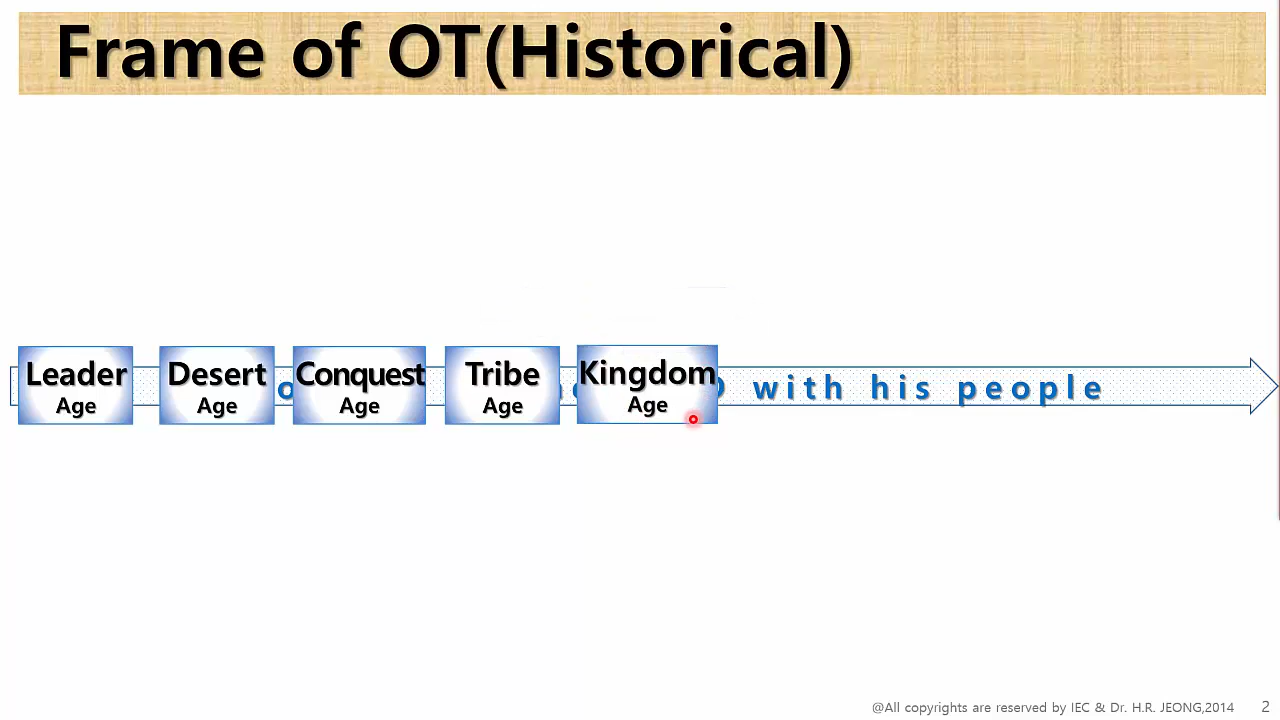 Frame of OT(Historical)
Leader
Age
Desert
Age
Conquest
Age
Tribe
Age
Kingdom
Age
with his people
@All copyrights are reserved by IEC & Dr. H.R. JEONG,2014
2